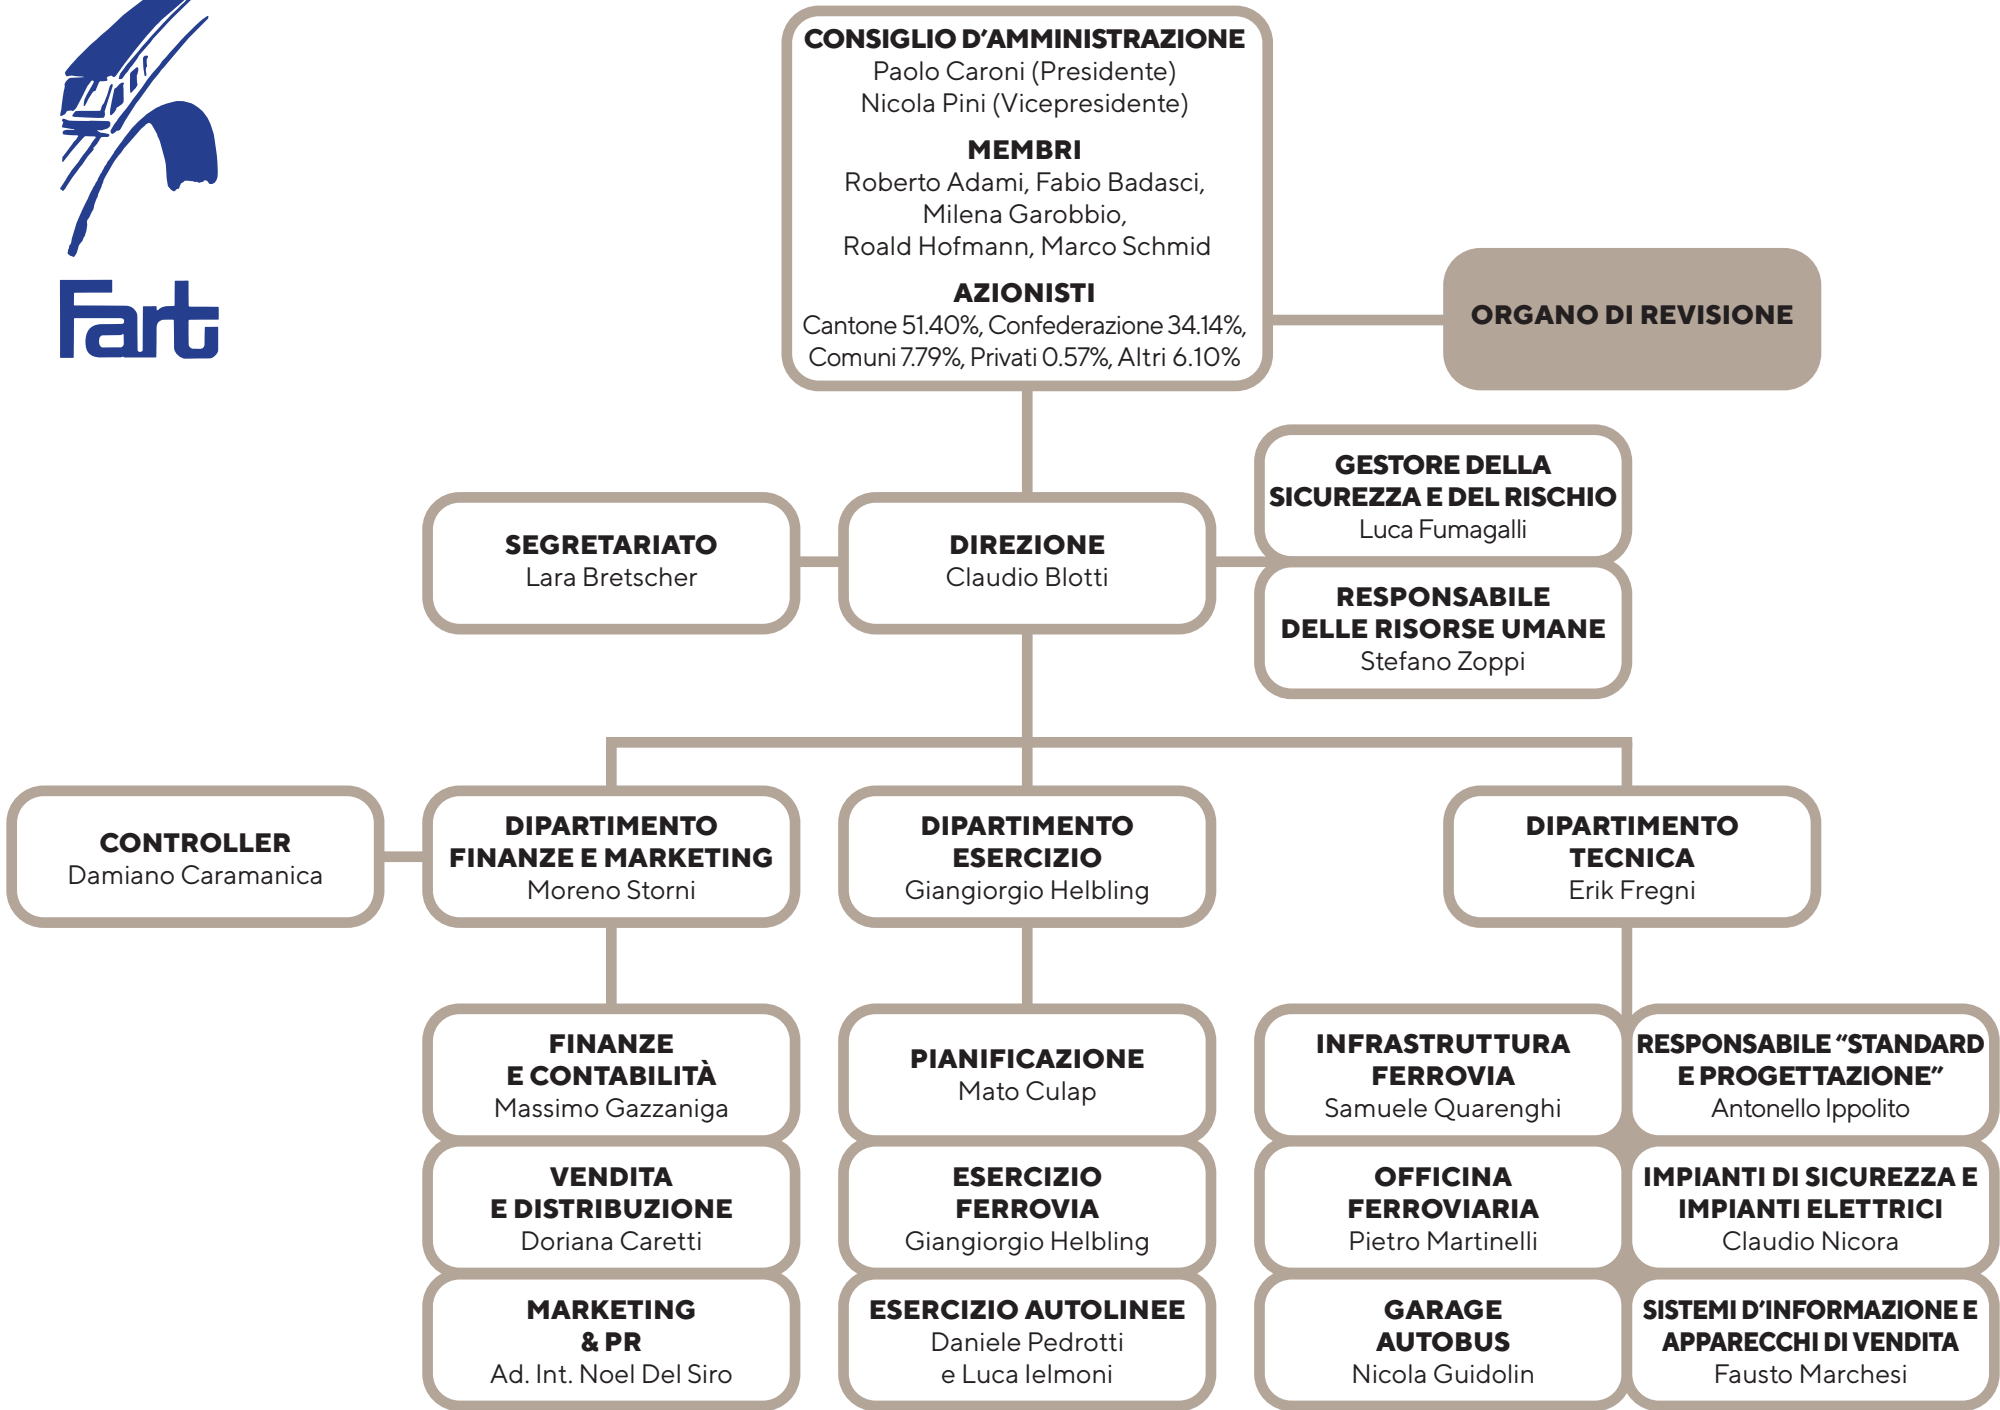 Fart
CONSIGLIO D’AMMINISTRAZIONE
Paolo Caroni (Presidente)
Nicola Pini (Vicepresidente)
MEMBRI
Roberto Adami, Fabio Badasci,
Milena Garobbio,
Roald Hofmann, Marco Schmid
AZIONISTI
Cantone 51.40%, Confederazione 34.14%,
Comuni 7.79%, Privati 0.57%, Altri 6.10%
ORGANO DI REVISIONE
SEGRETARIATO
Lara Bretscher
DIREZIONE
Claudio Blotti
GESTORE DELLA
SICUREZZA E DEL RISCHIO
Luca Fumagalli
RESPONSABILE
DELLE RISORSE UMANE
Stefano Zoppi
CONTROLLER
Damiano Caramanica
DIPARTIMENTO
FINANZE E MARKETING
Moreno Storni
DIPARTIMENTO
ESERCIZIO
Giangiorgio Helbling
DIPARTIMENTO
TECNICA
Erik Fregni
FINANZE
E CONTABILITÀ
Massimo Gazzaniga
PIANIFICAZIONE
Mato Culap
INFRASTRUTTURA
FERROVIA
Samuele Quarenghi
RESPONSABILE “STANDARD
E PROGETTAZIONE”
Antonello Ippolito
VENDITA
E DISTRIBUZIONE
Doriana Caretti
ESERCIZIO
FERROVIA
Giangiorgio Helbling
OFFICINA
FERROVIARIA
Pietro Martinelli
IMPIANTI DI SICUREZZA E
IMPIANTI ELETTRICI
Claudio Nicora
MARKETING
& PR
Ad. Int. Noel Del Siro
ESERCIZIO AUTOLINEE
Daniele Pedrotti
e Luca Ielmoni
GARAGE
AUTOBUS
Nicola Guidolin
SISTEMI D’INFORMAZIONE E
APPARECCHI DI VENDITA
Fausto Marchesi